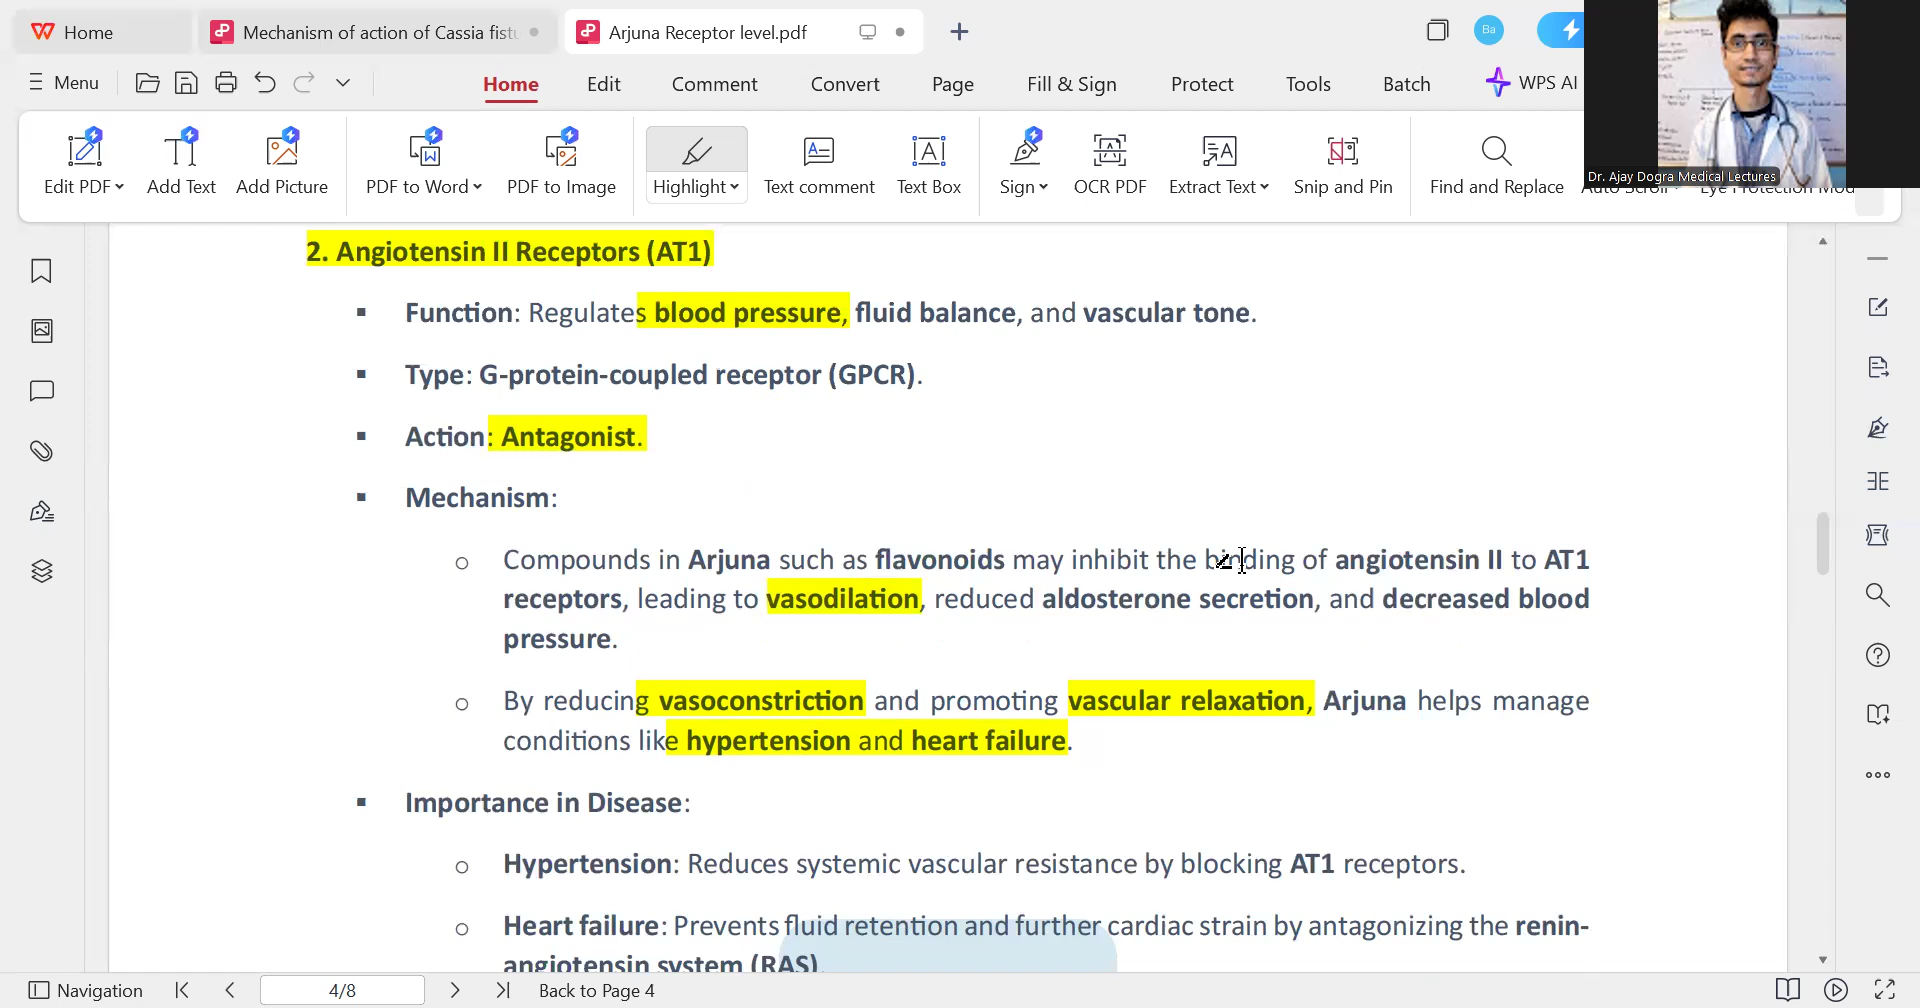 Home
Mechanism of action of Cassia fist
Arjuna Receptor level.pdf
Ba
Menu
Home Edit Comment Convert Page Fill & Sign Protect Tools Batch WPS AI
Edit PDF Add Text Add Picture PDF to Word PDF to Image Highlight Text comment Text Box Sign OCR PDF Extract Text Snip and Pin Find and Replace Auto Scroll Eye Protection Mod
Dr. Ajay Dogra Medical Lectures
2. Angiotensin II Receptors (AT1)
▪ Function: Regulates blood pressure, fluid balance, and vascular tone.
▪ Type: G-protein-coupled receptor (GPCR).
▪ Action: Antagonist.
▪ Mechanism:
o Compounds in Arjuna such as flavonoids may inhibit the binding of angiotensin II to AT1
receptors, leading to vasodilation, reduced aldosterone secretion, and decreased blood
pressure.
o By reducing vasoconstriction and promoting vascular relaxation, Arjuna helps manage
conditions like hypertension and heart failure.
▪ Importance in Disease:
o Hypertension: Reduces systemic vascular resistance by blocking AT1 receptors.
o Heart failure: Prevents fluid retention and further cardiac strain by antagonizing the renin-
angiotensin system (RAS).
Navigation 4/8 Back to Page 4